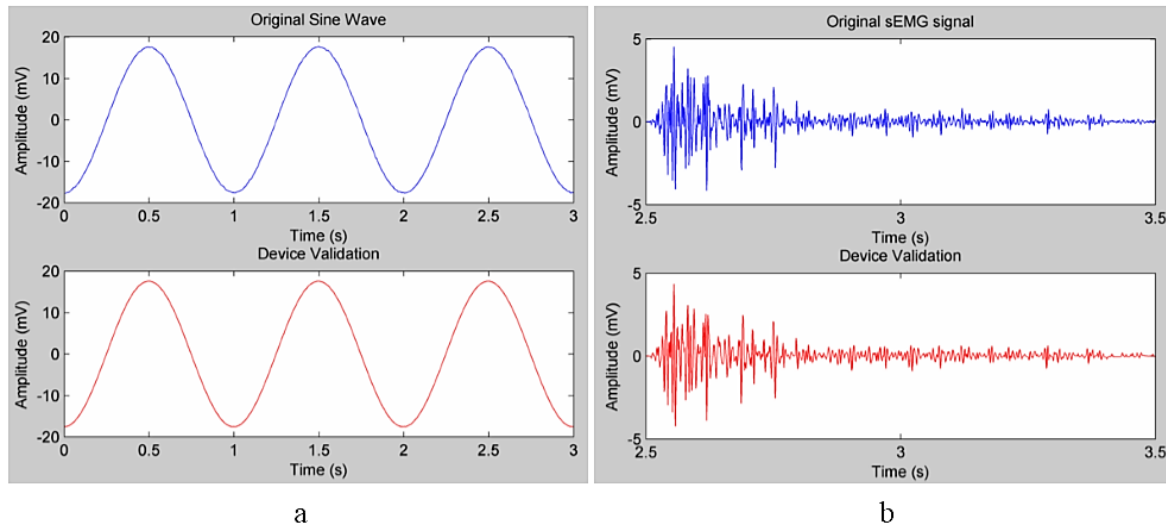 Original Sine Wave
20
10
0
-10
-20
Amplitude (mV)
0 0.5 1 1.5 2 2.5 3
Time (s)
Device Validation
20
10
0
-10
-20
Amplitude (mV)
0 0.5 1 1.5 2 2.5 3
Time (s)
a
Original sEMG signal
5
0
-5
Amplitude (mV)
2.5 3 3.5
Time (s)
Device Validation
5
0
-5
Amplitude (mV)
2.5 3 3.5
Time (s)
b